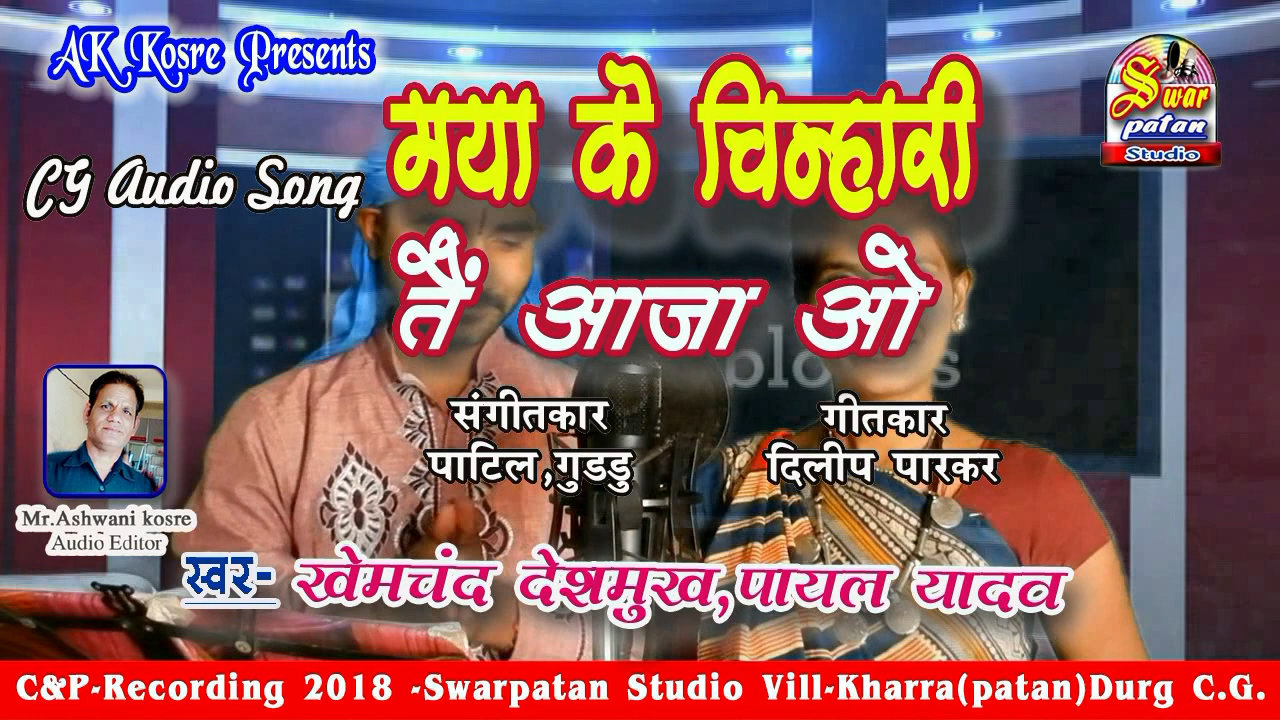 AK Kosre Presents
Swar
patan
Studio
मया के चिन्हारी
CG Audio Song
तैं आजा ओ
संगीतकार
पाटिल,गुडडु
गीतकार
दिलीप पारकर
Mr.Ashwani kosre
Audio Editor
स्वर- खेमचंद देशमुख,पायल यादव
C&P-Recording 2018 -Swarpatan Studio Vill-Kharra(patan)Durg C.G.